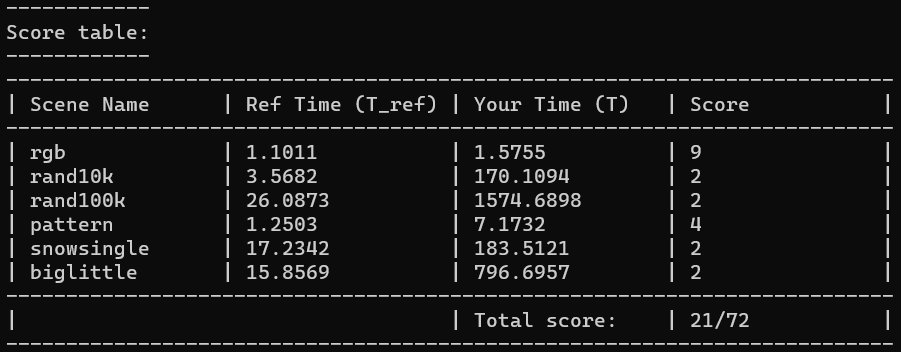 ------------
Score table:
------------
--------------------------------------------------------------------------
| Scene Name      | Ref Time (T_ref) | Your Time (T)   | Score             |
--------------------------------------------------------------------------
| rgb             | 1.1011           | 1.5755          | 9               |
| rand10k         | 3.5682           | 170.1094        | 2               |
| rand100k        | 26.0873          | 1574.6898       | 2               |
| pattern         | 1.2503           | 7.1732          | 4               |
| snowsingle      | 17.2342          | 183.5121        | 2               |
| biglittle       | 15.8569          | 796.6957        | 2               |
--------------------------------------------------------------------------
|                                    | Total score:    | 21/72           |
--------------------------------------------------------------------------